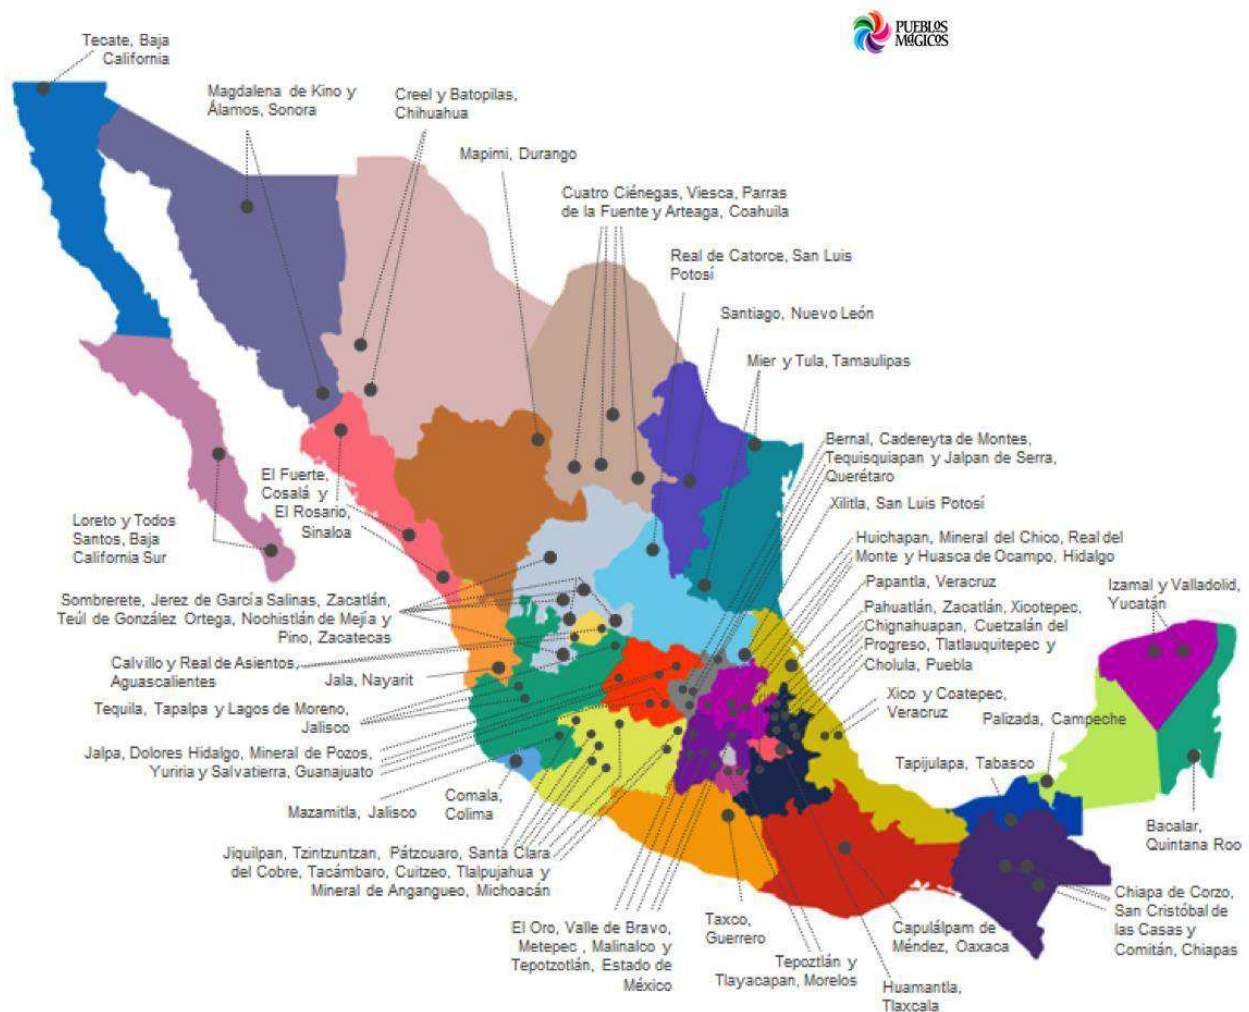 PUEBLOS
MáGICOS
Tecate, Baja
California
Magdalena de Kino y
Álamos, Sonora
Creel y Batopilas,
Chihuahua
Mapimi, Durango
Cuatro Ciénegas, Viesca, Parras
de la Fuente y Arteaga, Coahuila
Real de Catorce, San Luis
Potosí
Santiago, Nuevo León
Mier y Tula, Tamaulipas
Bernal, Cadereyta de Montes,
Tequisquiapan y Jalpan de Serra,
Querétaro
Xilitla, San Luis Potosí
Huichapan, Mineral del Chico, Real del
Monte y Huasca de Ocampo, Hidalgo
Papantla, Veracruz
Pahuatlán, Zacatlán, Xicotepec,
Chignahuapan, Cuetzalán del
Progreso, Tlatlauquitepec y
Cholula, Puebla
Izamal y Valladolid,
Yucatán
Xico y Coatepec,
Veracruz
Palizada, Campeche
Tapijulapa, Tabasco
Bacalar,
Quintana Roo
Chiapa de Corzo,
San Cristóbal de
las Casas y
Comitán, Chiapas
El Fuerte,
Cosalá y
El Rosario,
Sinaloa
Loreto y Todos
Santos, Baja
California Sur
Sombrerete, Jerez de García Salinas, Zacatlán,
Teúl de González Ortega, Nochistlán de Mejía y
Pino, Zacatecas
Calvillo y Real de Asientos,
Aguascalientes
Jala, Nayarit
Tequila, Tapalpa y Lagos de Moreno,
Jalisco
Jalpa, Dolores Hidalgo, Mineral de Pozos,
Yuriria y Salvatierra, Guanajuato
Mazamitla, Jalisco
Comala,
Colima
Jiquilpan, Tzintzuntzan, Pátzcuaro, Santa Clara
del Cobre, Tacámbaro, Cuitzeo, Tlalpujahua y
Mineral de Angangueo, Michoacán
El Oro, Valle de Bravo,
Metepec , Malinalco y
Tepotzotlán, Estado de
México
Taxco,
Guerrero
Tepoztlán y
Tlayacapan, Morelos
Capulálpam de
Méndez, Oaxaca
Huamantla,
Tlaxcala